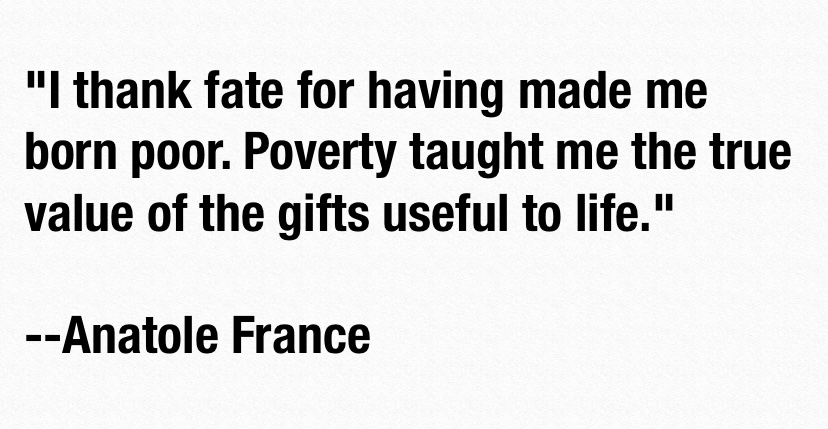 "I thank fate for having made me
born poor. Poverty taught me the true
value of the gifts useful to life."
--Anatole France